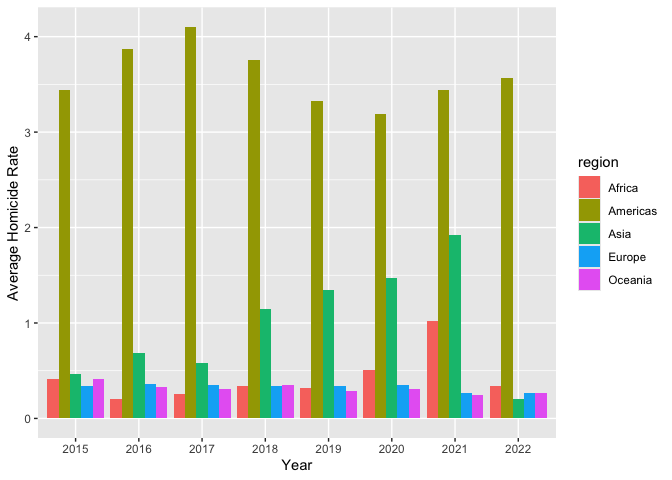 4
3
2
1
0
Average Homicide Rate
2015 2016 2017 2018 2019 2020 2021 2022
Year
region
Africa
Americas
Asia
Europe
Oceania